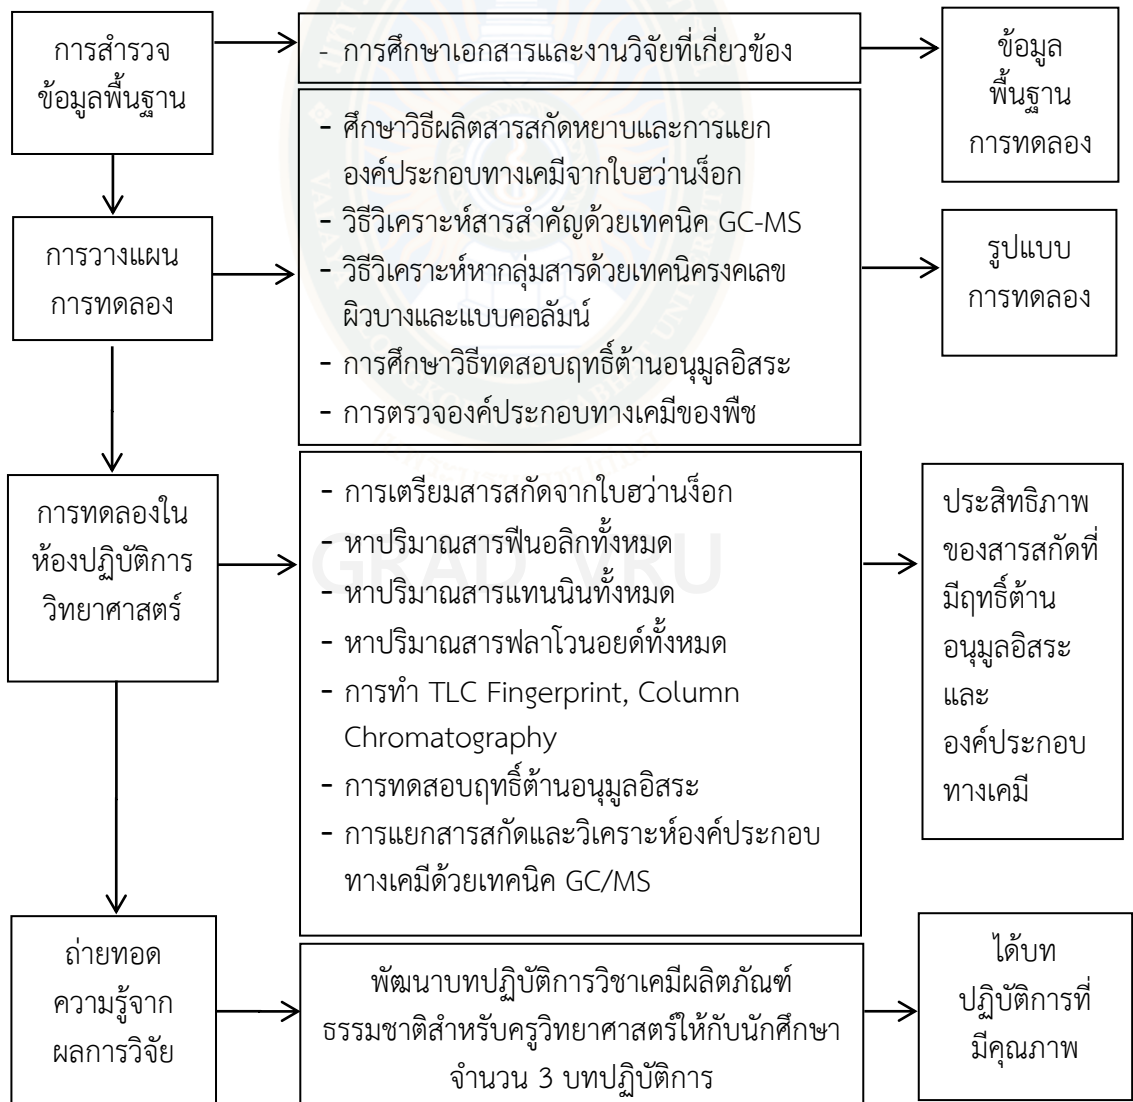 การสำรวจ
ข้อมูลพื้นฐาน
- การศึกษาเอกสารและงานวิจัยที่เกี่ยวข้อง
ข้อมูล
พื้นฐาน
การทดลอง
การวางแผน
การทดลอง
- ศึกษาวิธีผลิตสารสกัดหยาบและการแยก
องค์ประกอบทางเคมีจากใบฮว่านง็อก
- วิธีวิเคราะห์สารสำคัญด้วยเทคนิค GC-MS
- วิธีวิเคราะห์หากลุ่มสารด้วยเทคนิครงคเลข
ผิวบางและแบบคอลัมน์
- การศึกษาวิธีทดสอบฤทธิ์ต้านอนุมูลอิสระ
- การตรวจองค์ประกอบทางเคมีของพืช
รูปแบบ
การทดลอง
การทดลองใน
ห้องปฏิบัติการ
วิทยาศาสตร์
- การเตรียมสารสกัดจากใบฮว่านง็อก
- หาปริมาณสารฟีนอลิกทั้งหมด
- หาปริมาณสารแทนนินทั้งหมด
- หาปริมาณสารฟลาโวนอยด์ทั้งหมด
- การทำ TLC Fingerprint, Column
Chromatography
- การทดสอบฤทธิ์ต้านอนุมูลอิสระ
- การแยกสารสกัดและวิเคราะห์องค์ประกอบ
ทางเคมีด้วยเทคนิค GC/MS
ประสิทธิภาพ
ของสารสกัดที่
มีฤทธิ์ต้าน
อนุมูลอิสระ
และ
องค์ประกอบ
ทางเคมี
ถ่ายทอด
ความรู้จาก
ผลการวิจัย
พัฒนาบทปฏิบัติการวิชาเคมีผลิตภัณฑ์
ธรรมชาติสำหรับครูวิทยาศาสตร์ให้กับนักศึกษา
จำนวน 3 บทปฏิบัติการ
ได้บท
ปฏิบัติการที่
มีคุณภาพ
GRAD VRU